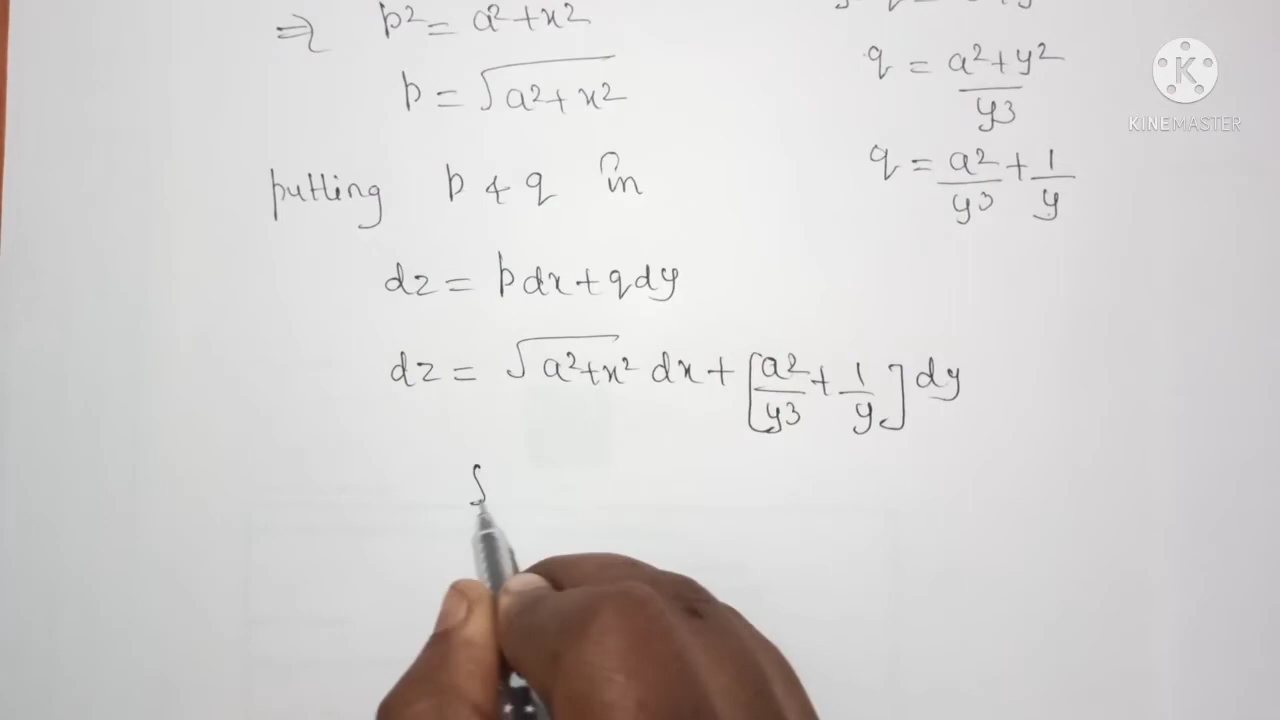 ⇒ p2 = a2 + x2
p = √a2 + x2
q = a2 + y2 / y3
q = a2/y3 + 1/y
putting p & q in
dz = p dx + q dy
dz = √a2+x2 dx + [a2/y3 + 1/y] dy
∫
K
KINEMASTER